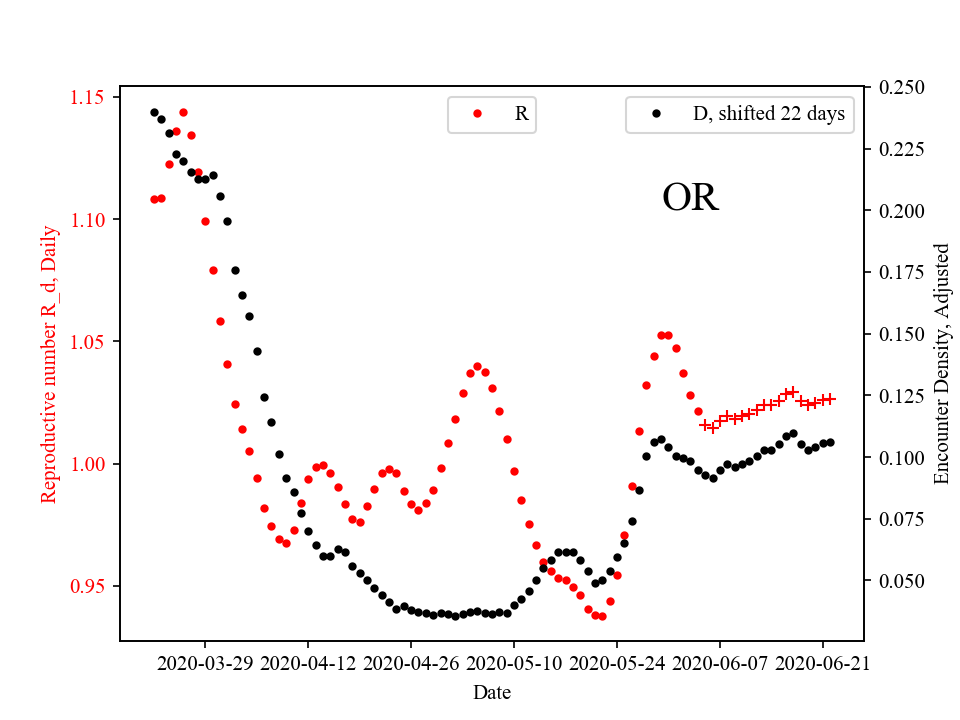 R
D, shifted 22 days
OR
Reproductive number R_d, Daily
1.15
1.10
1.05
1.00
0.95
0.250
0.225
0.200
0.175
0.150
0.125
0.100
0.075
0.050
Encounter Density, Adjusted
2020-03-29 2020-04-12 2020-04-26 2020-05-10 2020-05-24 2020-06-07 2020-06-21
Date